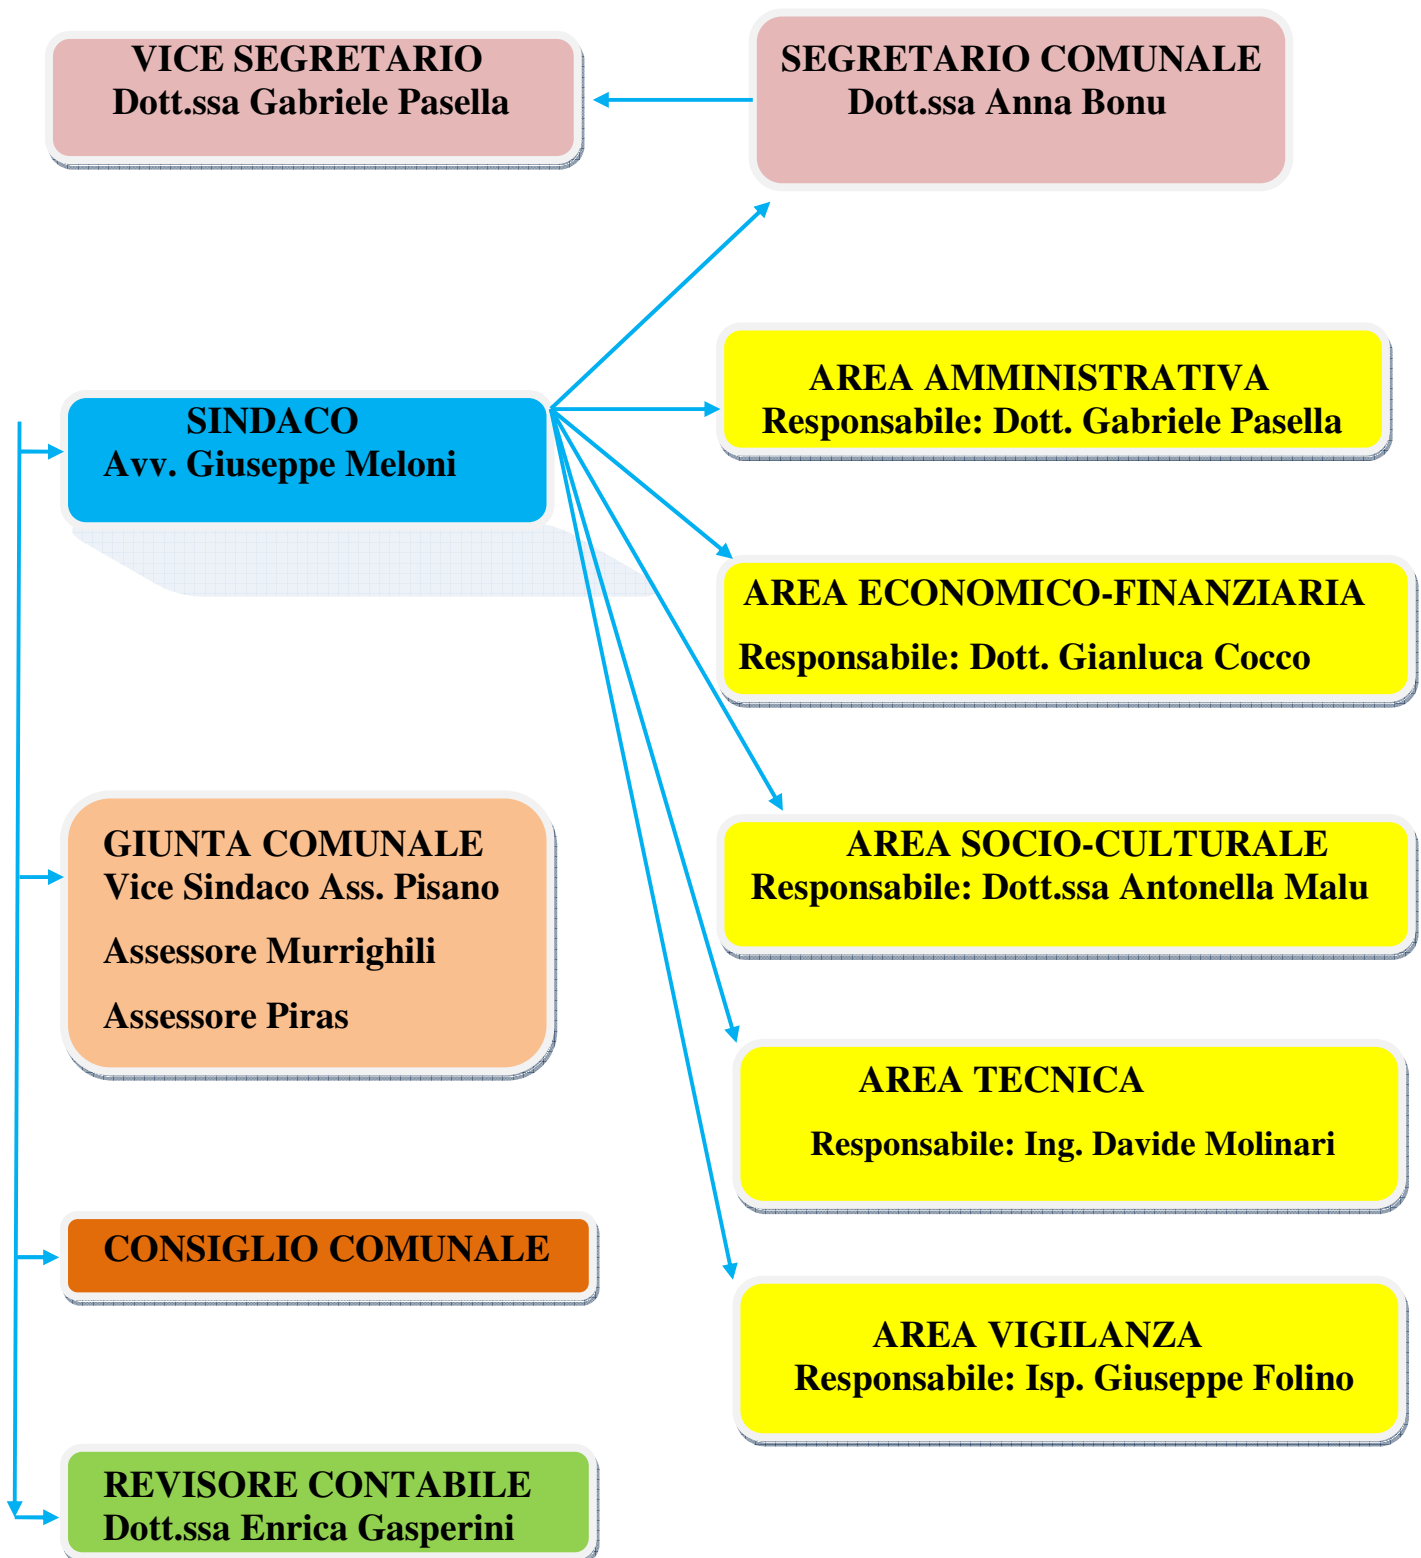 VICE SEGRETARIO
Dott.ssa Gabriele Pasella
SEGRETARIO COMUNALE
Dott.ssa Anna Bonu
SINDACO
Avv. Giuseppe Meloni
AREA AMMINISTRATIVA
Responsabile: Dott. Gabriele Pasella
AREA ECONOMICO-FINANZIARIA
Responsabile: Dott. Gianluca Cocco
GIUNTA COMUNALE
Vice Sindaco Ass. Pisano
Assessore Murrighili
Assessore Piras
AREA SOCIO-CULTURALE
Responsabile: Dott.ssa Antonella Malu
AREA TECNICA
Responsabile: Ing. Davide Molinari
CONSIGLIO COMUNALE
AREA VIGILANZA
Responsabile: Isp. Giuseppe Folino
REVISORE CONTABILE
Dott.ssa Enrica Gasperini